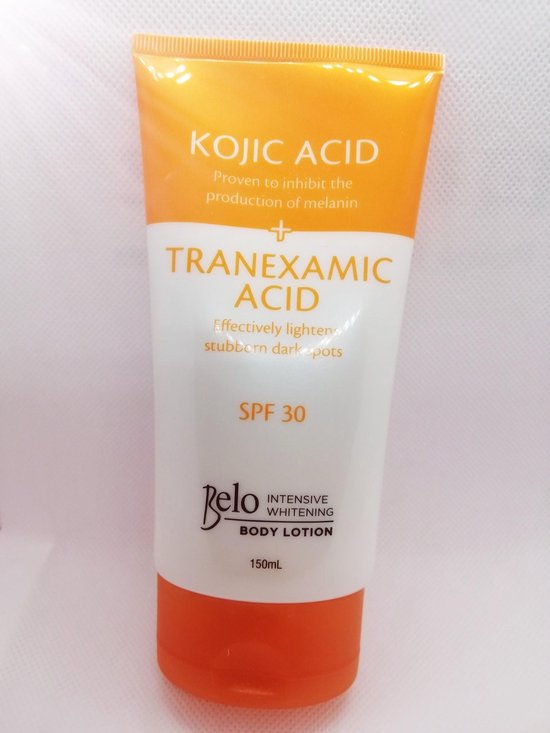 KOJIC ACID
Proven to inhibit the
production of melanin
+
TRANEXAMIC
ACID
Effectively lightens
stubborn dark spots
SPF 30
Belo INTENSIVE
WHITENING
BODY LOTION
150mL